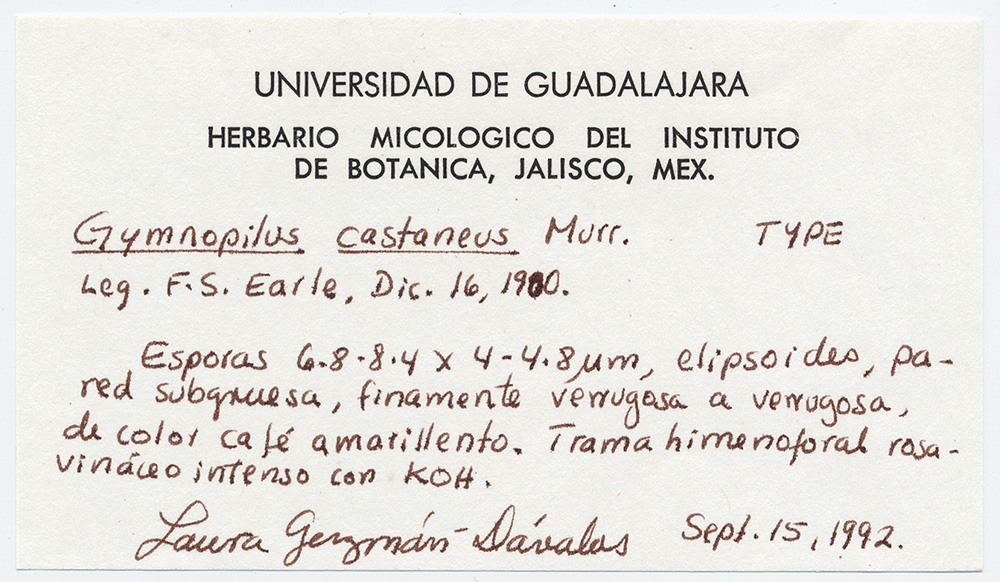 UNIVERSIDAD DE GUADALAJARA
HERBARIO MICOLOGICO DEL INSTITUTO
DE BOTANICA, JALISCO, MEX.
Gymnopilus castaneus Murr. TYPE
Leg. F.S. Earle, Dic. 16, 1900.
Esporas 6.8-8.4 x 4-4.8 µm, elipsoides, pa-
red subgruesa, finamente verrugosa a verrugosa,
de color café amarillento. Trama himenoforal rosa-
vináceo intenso con KOH.
Laura Guzmán-Dávalos Sept. 15, 1992.